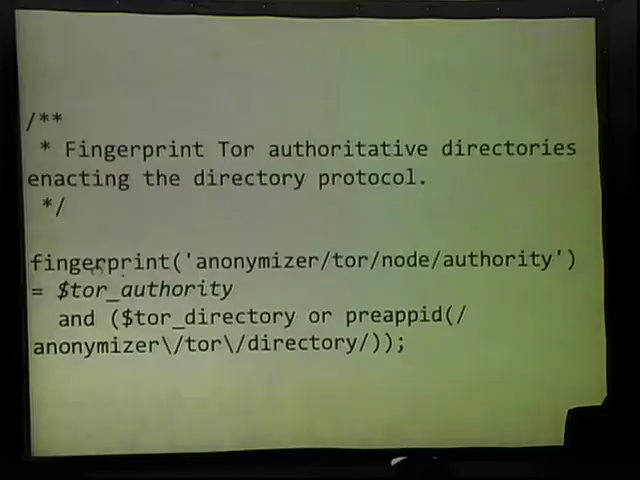 /**
* Fingerprint Tor authoritative directories
enacting the directory protocol.
*/
fingerprint('anonymizer/tor/node/authority')
= $tor_authority
and ($tor_directory or preappid(/
anonymizer\/tor\/directory/));